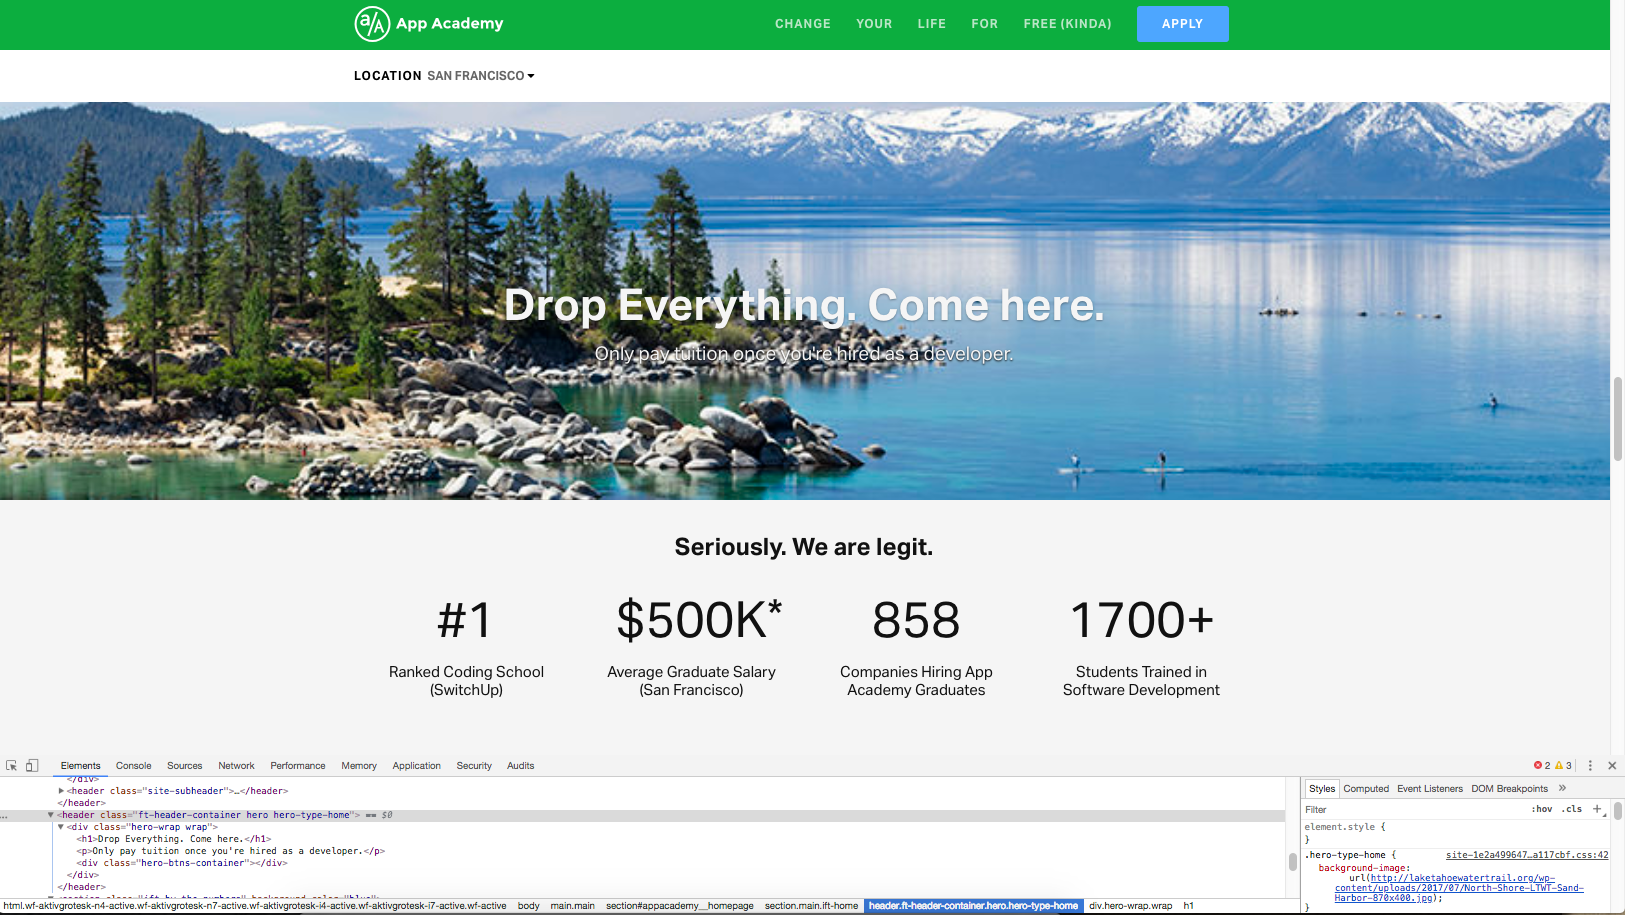 a/A App Academy CHANGE YOUR LIFE FOR FREE (KINDA) APPLY
LOCATION SAN FRANCISCO
Drop Everything. Come here.
Only pay tuition once you're hired as a developer.
Seriously. We are legit.
#1 $500K* 858 1700+
Ranked Coding School Average Graduate Salary Companies Hiring App Students Trained in
(SwitchUp) (San Francisco) Academy Graduates Software Development
Elements Console Sources Network Performance Memory Application Security Audits 2 3
</div>
<header class="site-subheader">…</header>
</header>
<header class="ft-header-container hero hero-type-home"> == $0
<div class="hero-wrap wrap">
<h1>Drop Everything. Come here.</h1>
<p>Only pay tuition once you're hired as a developer.</p>
<div class="hero-btns-container"></div>
</div>
</header>
html.wf-aktivgrotesk-n4-active.wf-aktivgrotesk-n7-active.wf-aktivgrotesk-i4-active.wf-aktivgrotesk-i7-active.wf-active body main.main section#appacademy__homepage section.main.ift-home header.ft-header-container.hero.hero-type-home div.hero-wrap.wrap h1
Styles Computed Event Listeners DOM Breakpoints »
Filter :hov .cls +
element.style {
}
.hero-type-home { site-1e2a499647…a117cbf.css:42
background-image:
url(http://laketahoewatertrail.org/wp-
content/uploads/2017/07/North-Shore-LTWT-Sand-
Harbor-870x400.jpg);
}